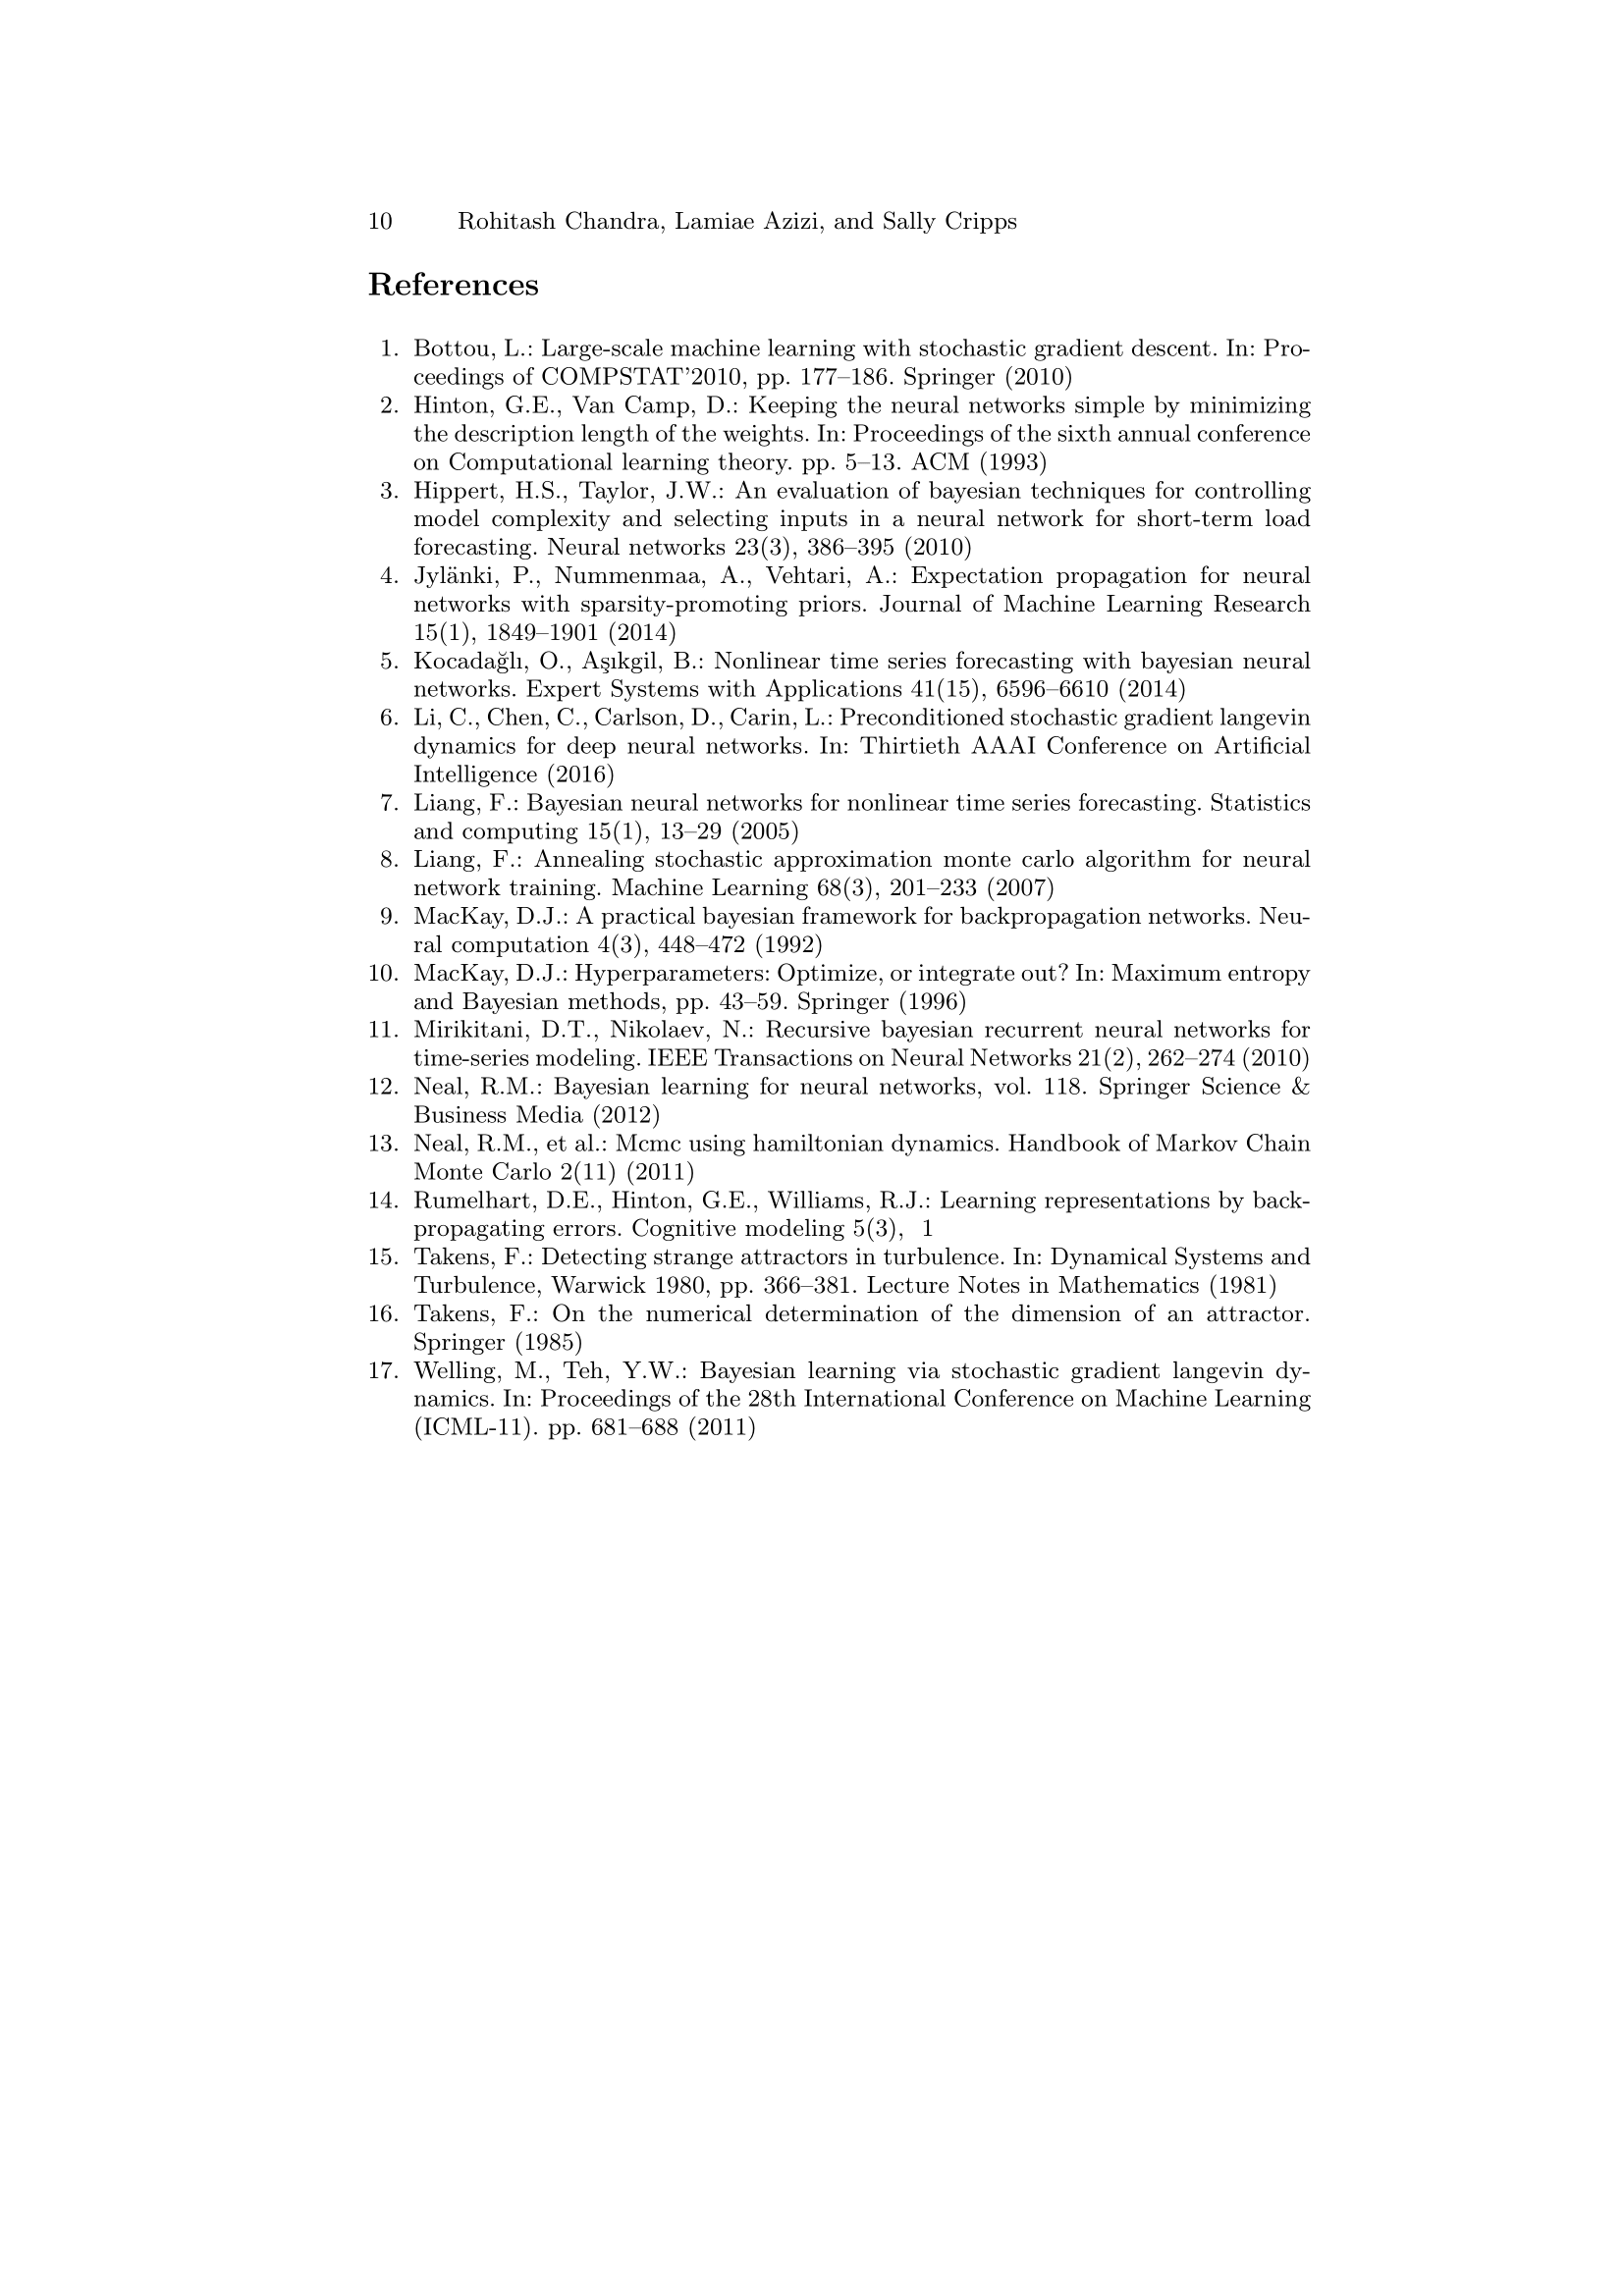 10 Rohitash Chandra, Lamiae Azizi, and Sally Cripps
References
1. Bottou, L.: Large-scale machine learning with stochastic gradient descent. In: Pro-
ceedings of COMPSTAT'2010, pp. 177–186. Springer (2010)
2. Hinton, G.E., Van Camp, D.: Keeping the neural networks simple by minimizing
the description length of the weights. In: Proceedings of the sixth annual conference
on Computational learning theory. pp. 5–13. ACM (1993)
3. Hippert, H.S., Taylor, J.W.: An evaluation of bayesian techniques for controlling
model complexity and selecting inputs in a neural network for short-term load
forecasting. Neural networks 23(3), 386–395 (2010)
4. Jylänki, P., Nummenmaa, A., Vehtari, A.: Expectation propagation for neural
networks with sparsity-promoting priors. Journal of Machine Learning Research
15(1), 1849–1901 (2014)
5. Kocadağlı, O., Aşıkgil, B.: Nonlinear time series forecasting with bayesian neural
networks. Expert Systems with Applications 41(15), 6596–6610 (2014)
6. Li, C., Chen, C., Carlson, D., Carin, L.: Preconditioned stochastic gradient langevin
dynamics for deep neural networks. In: Thirtieth AAAI Conference on Artificial
Intelligence (2016)
7. Liang, F.: Bayesian neural networks for nonlinear time series forecasting. Statistics
and computing 15(1), 13–29 (2005)
8. Liang, F.: Annealing stochastic approximation monte carlo algorithm for neural
network training. Machine Learning 68(3), 201–233 (2007)
9. MacKay, D.J.: A practical bayesian framework for backpropagation networks. Neu-
ral computation 4(3), 448–472 (1992)
10. MacKay, D.J.: Hyperparameters: Optimize, or integrate out? In: Maximum entropy
and Bayesian methods, pp. 43–59. Springer (1996)
11. Mirikitani, D.T., Nikolaev, N.: Recursive bayesian recurrent neural networks for
time-series modeling. IEEE Transactions on Neural Networks 21(2), 262–274 (2010)
12. Neal, R.M.: Bayesian learning for neural networks, vol. 118. Springer Science &
Business Media (2012)
13. Neal, R.M., et al.: Mcmc using hamiltonian dynamics. Handbook of Markov Chain
Monte Carlo 2(11) (2011)
14. Rumelhart, D.E., Hinton, G.E., Williams, R.J.: Learning representations by back-
propagating errors. Cognitive modeling 5(3), 1
15. Takens, F.: Detecting strange attractors in turbulence. In: Dynamical Systems and
Turbulence, Warwick 1980, pp. 366–381. Lecture Notes in Mathematics (1981)
16. Takens, F.: On the numerical determination of the dimension of an attractor.
Springer (1985)
17. Welling, M., Teh, Y.W.: Bayesian learning via stochastic gradient langevin dy-
namics. In: Proceedings of the 28th International Conference on Machine Learning
(ICML-11). pp. 681–688 (2011)